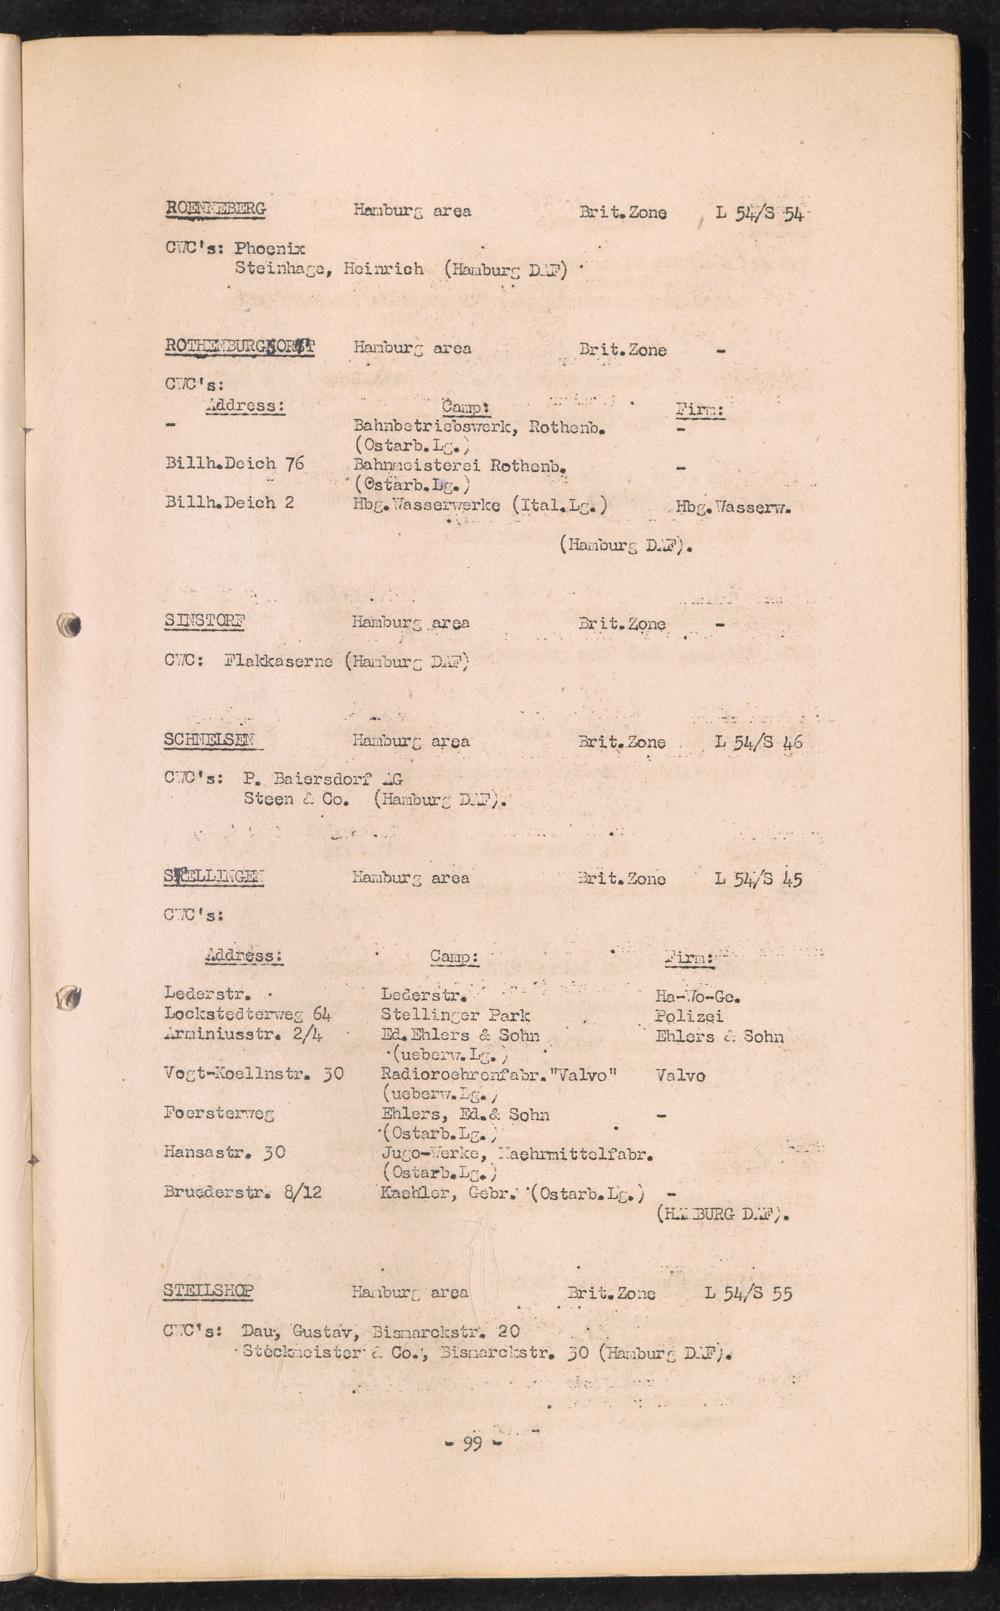 ROENNEBERG Hamburg area Brit.Zone L 54/S 54
CWC's: Phoenix
Steinhage, Heinrich (Hamburg DAF)
ROTHENBURGSORT Hamburg area Brit.Zone -
CWC's:
Address: Camp: Firm:
- Bahnbetriebswerk, Rothenb. -
(Ostarb.Lg.)
Billh.Deich 76 Bahnmeisterei Rothenb. -
(Ostarb.Lg.)
Billh.Deich 2 Hbg.Wasserwerke (Ital.Lg.) Hbg.Wasserw.
(Hamburg DAF).
SINSTORF Hamburg area Brit.Zone -
CWC: Flakkaserne (Hamburg DAF)
SCHNELSEN Hamburg area Brit.Zone L 54/S 46
CWC's: P. Baiersdorf AG
Steen & Co. (Hamburg DAF).
STELLINGEN Hamburg area Brit.Zone L 54/S 45
CWC's:
Address: Camp: Firm:
Lederstr. Lederstr. Ha-Wo-Ge.
Lockstedterweg 64 Stellinger Park Polizei
Arminiusstr. 2/4 Ed.Ehlers & Sohn Ehlers & Sohn
(ueberw.Lg.)
Vogt-Koellnstr. 30 Radioroehrenfabr."Valvo" Valvo
(ueberw.Lg.)
Foersterweg Ehlers, Ed.& Sohn -
(Ostarb.Lg.)
Hansastr. 30 Jugo-Werke, Naehrmittelfabr.
(Ostarb.Lg.)
Bruederstr. 8/12 Kaehler, Gebr. (Ostarb.Lg.) -
(HAMBURG DAF).
STEILSHOP Hamburg area Brit.Zone L 54/S 55
CWC's: Dau, Gustav, Bismarckstr. 20
Steckmeister & Co., Bismarckstr. 30 (Hamburg DAF).
- 99 -